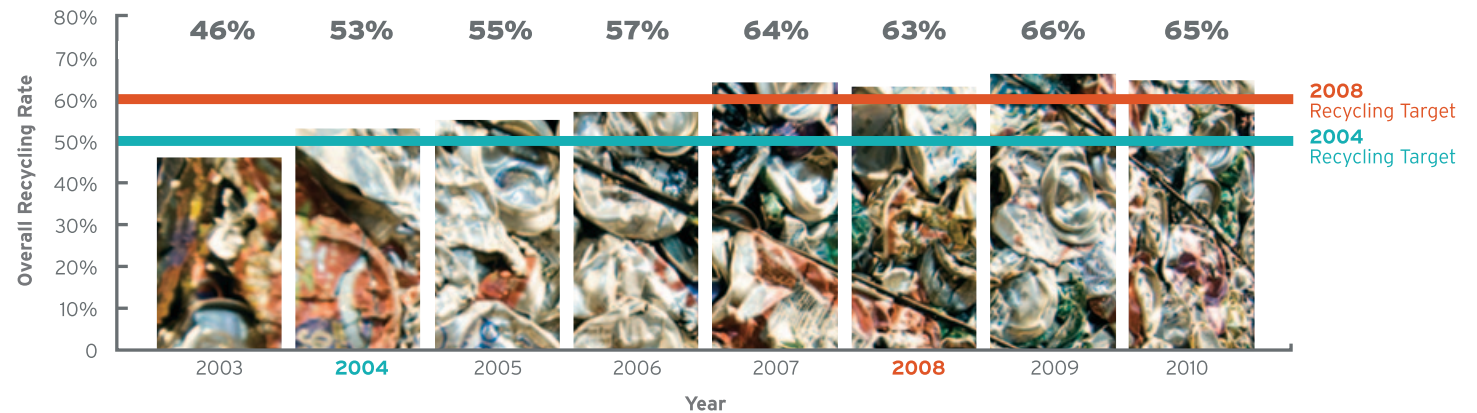 80%
46% 53% 55% 57% 64% 63% 66% 65%
70%
60%
50%
40%
30%
20%
10%
0
Overall Recycling Rate
2008
Recycling Target
2004
Recycling Target
2003 2004 2005 2006 2007 2008 2009 2010
Year